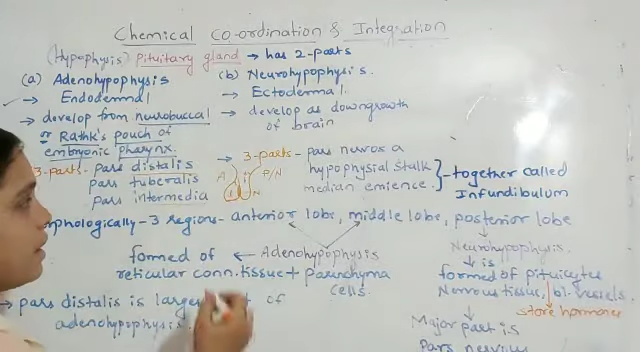 Chemical co-ordination & Integration
(Hypophysis) Pituitary gland → has 2-parts
(a) Adenohypophysis
→ Endodermal
→ develop from neurobuccal
or Rathke's pouch of
embryonic pharynx.
3-parts - pars distalis
pars tuberalis
pars intermedia
(b) Neurohypophysis.
→ Ectodermal.
→ develop as downgrowth
of brain
→ 3-parts - pars nervosa
hypophysial stalk
median emience.
- together called
Infundibulum
A P/N
N
3 regions - anterior lobe, middle lobe, posterior lobe
Adenohypophysis
formed of
reticular conn. tissue + parenchyma
cells.
Neurohypophysis.
↓ is
formed of pituicytes
Nervous tissue, bl. vessels.
store hormones
Major part is
Pars
→ pars distalis is of
adenohypophysis.